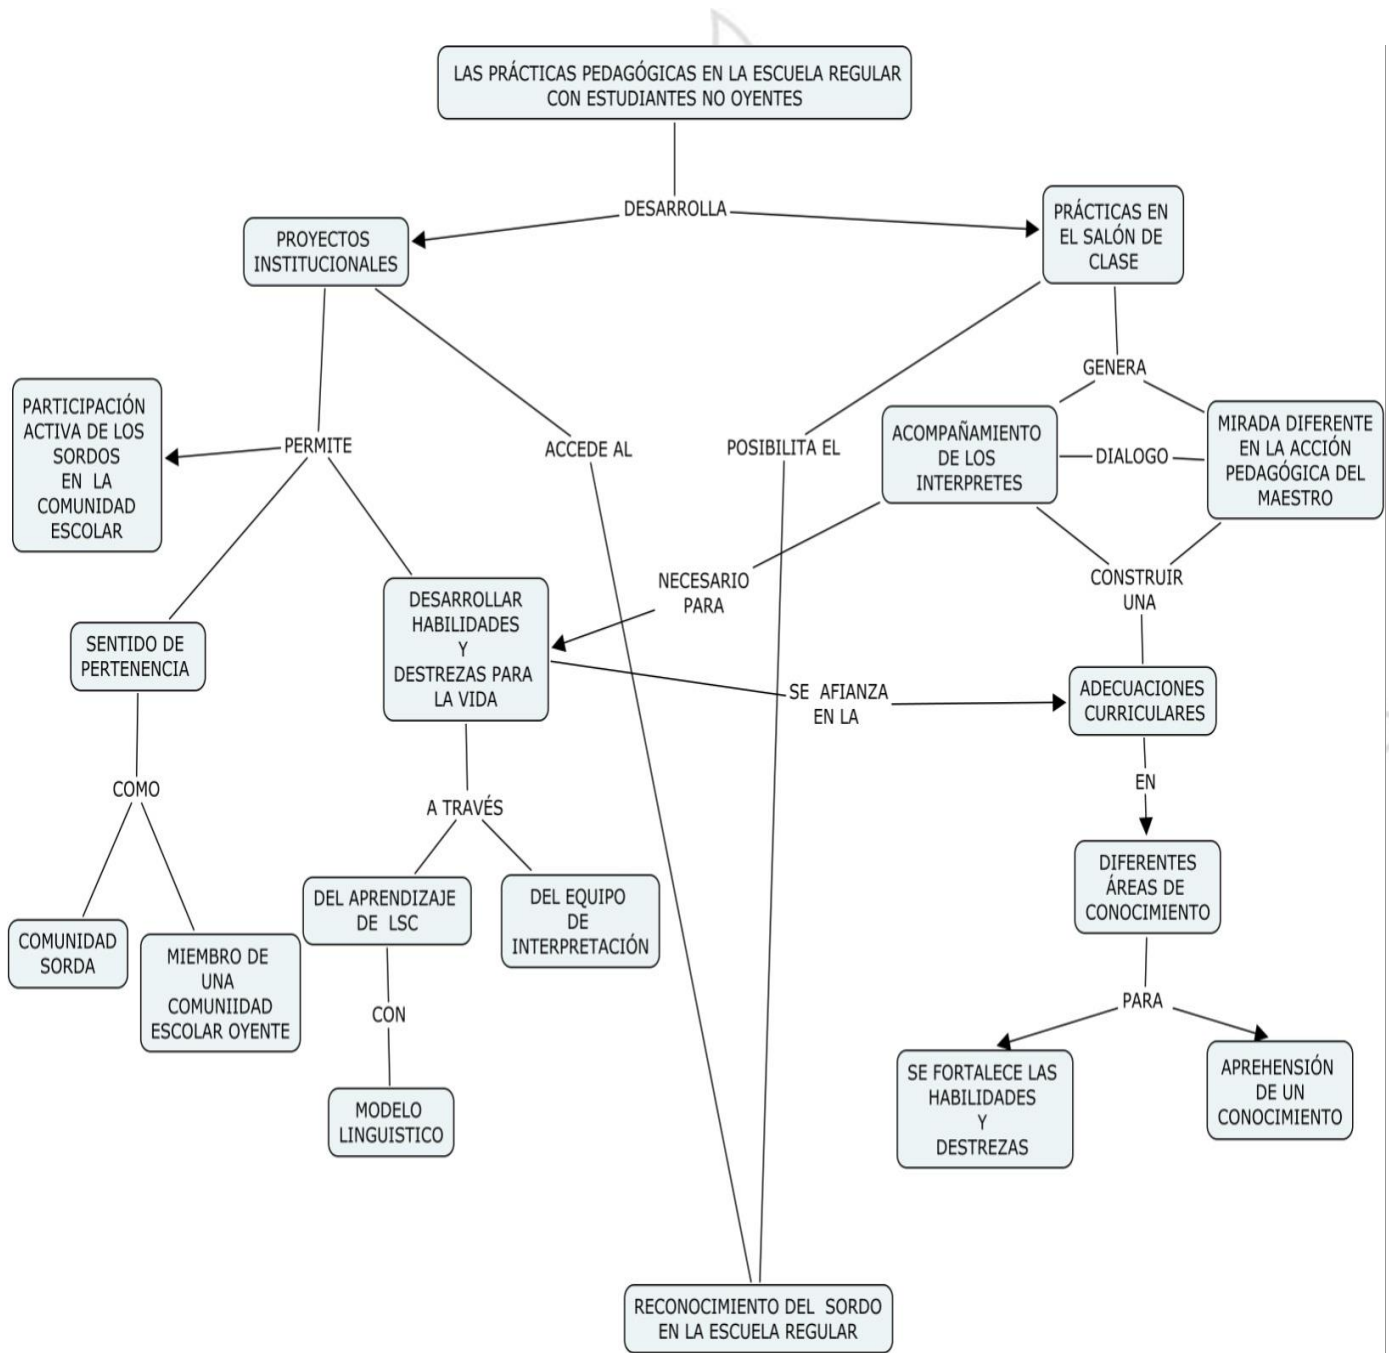 LAS PRÁCTICAS PEDAGÓGICAS EN LA ESCUELA REGULAR
CON ESTUDIANTES NO OYENTES
DESARROLLA
PROYECTOS
INSTITUCIONALES
PRÁCTICAS EN
EL SALÓN DE
CLASE
GENERA
PARTICIPACIÓN
ACTIVA DE LOS
SORDOS
EN LA
COMUNIDAD
ESCOLAR
PERMITE
ACCEDE AL
POSIBILITA EL
ACOMPAÑAMIENTO
DE LOS
INTERPRETES
DIALOGO
MIRADA DIFERENTE
EN LA ACCIÓN
PEDAGÓGICA DEL
MAESTRO
NECESARIO
PARA
CONSTRUIR
UNA
SENTIDO DE
PERTENENCIA
DESARROLLAR
HABILIDADES
Y
DESTREZAS PARA
LA VIDA
SE AFIANZA
EN LA
ADECUACIONES
CURRICULARES
COMO
A TRAVÉS
EN
DIFERENTES
ÁREAS DE
CONOCIMIENTO
DEL APRENDIZAJE
DE LSC
DEL EQUIPO
DE
INTERPRETACIÓN
COMUNIDAD
SORDA
MIEMBRO DE
UNA
COMUNIIDAD
ESCOLAR OYENTE
CON
PARA
SE FORTALECE LAS
HABILIDADES
Y
DESTREZAS
APREHENSIÓN
DE UN
CONOCIMIENTO
MODELO
LINGUISTICO
RECONOCIMIENTO DEL SORDO
EN LA ESCUELA REGULAR